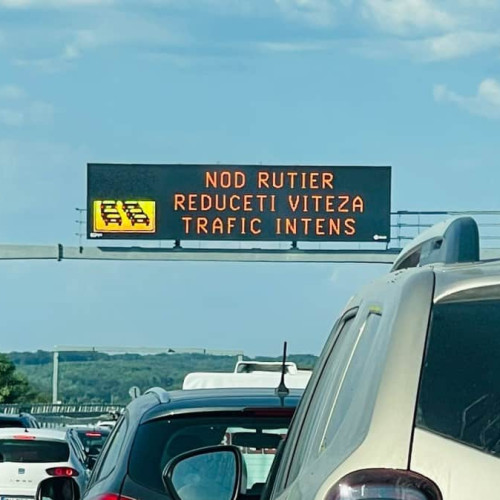 NOD RUTIER
REDUCETI VITEZA
TRAFIC INTENS